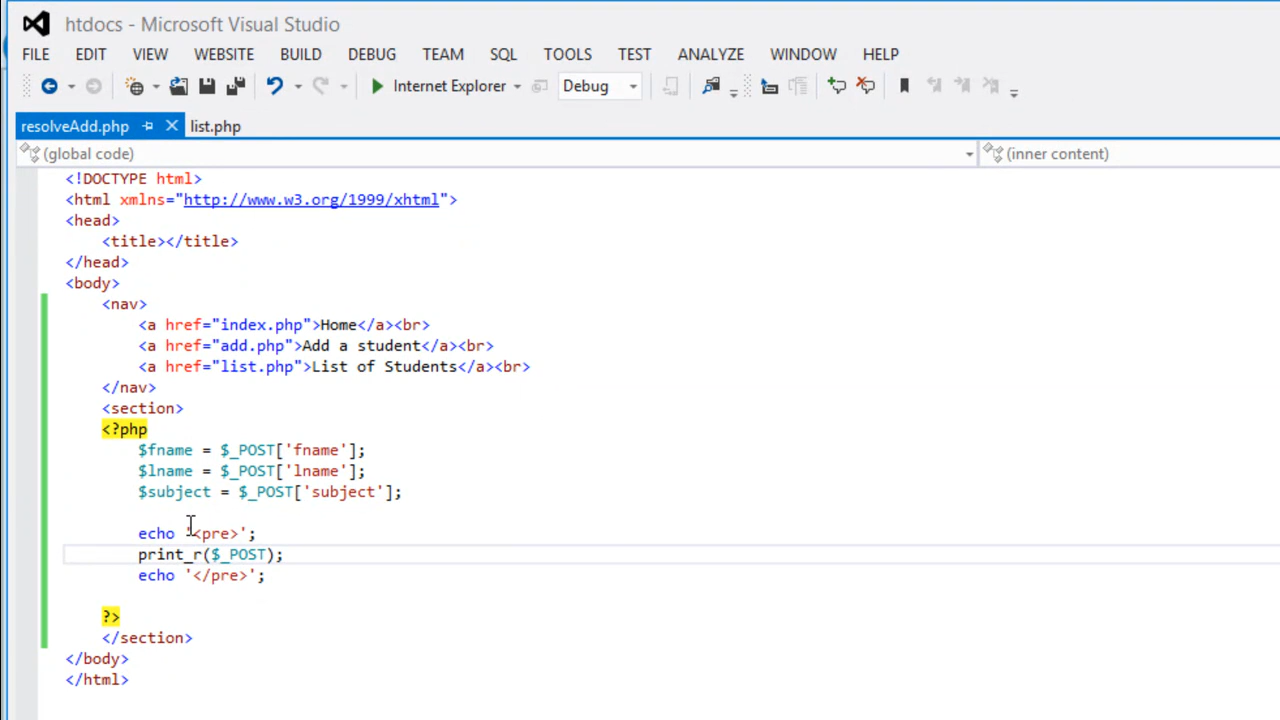 htdocs - Microsoft Visual Studio
FILE EDIT VIEW WEBSITE BUILD DEBUG TEAM SQL TOOLS TEST ANALYZE WINDOW HELP
Internet Explorer Debug
resolveAdd.php list.php
(global code) (inner content)
<!DOCTYPE html>
<html xmlns="http://www.w3.org/1999/xhtml">
<head>
    <title></title>
</head>
<body>
    <nav>
        <a href="index.php">Home</a><br>
        <a href="add.php">Add a student</a><br>
        <a href="list.php">List of Students</a><br>
    </nav>
    <section>
    <?php
        $fname = $_POST['fname'];
        $lname = $_POST['lname'];
        $subject = $_POST['subject'];
        echo '<pre>';
        print_r($_POST);
        echo '</pre>';
    ?>
    </section>
</body>
</html>